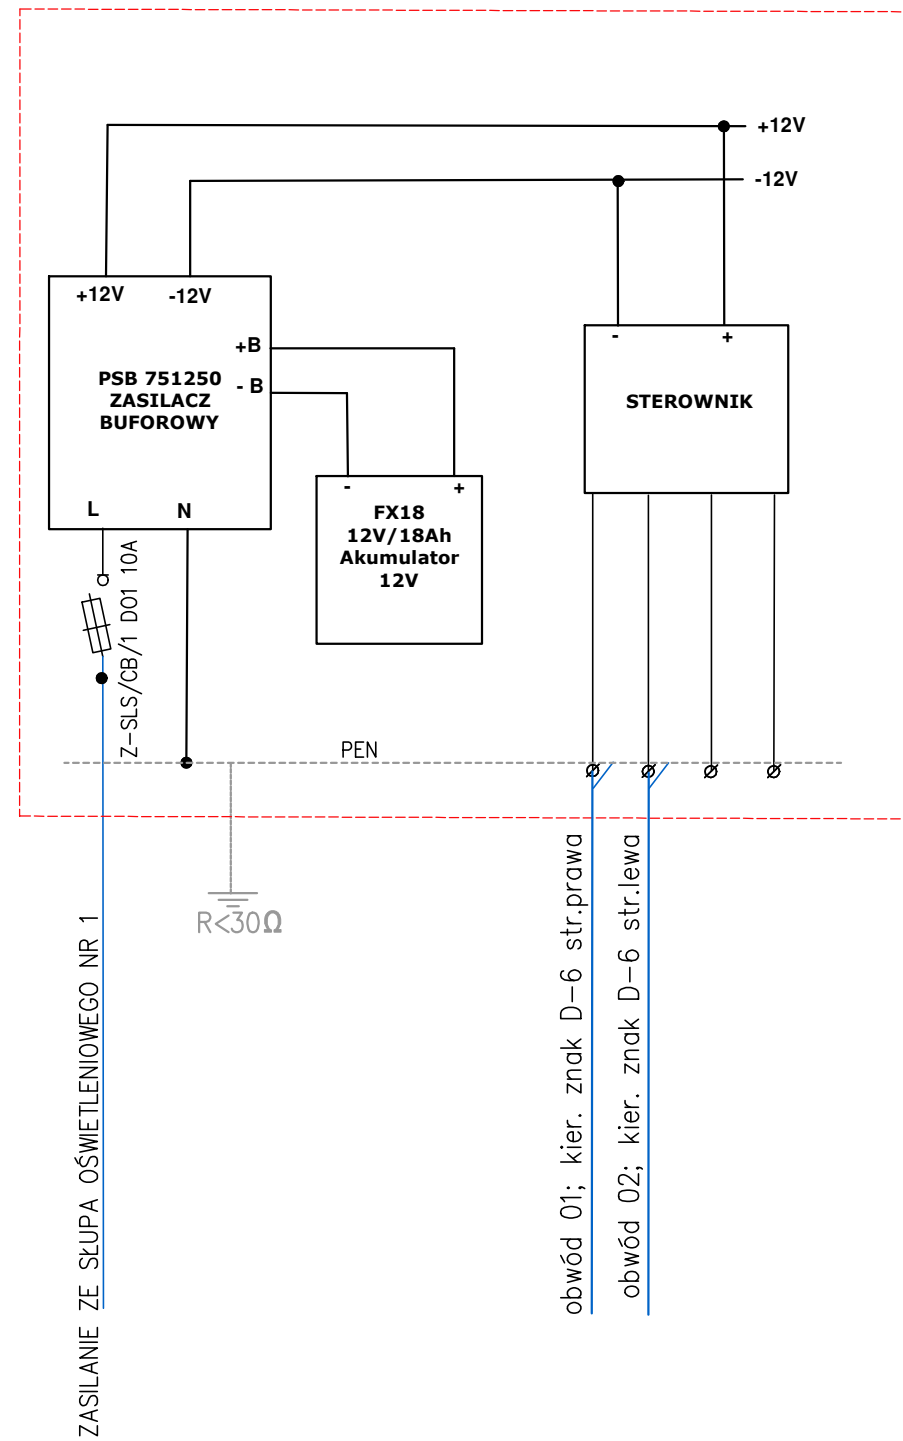 +12V
-12V
+12V
-12V
+B
- B
PSB 751250
ZASILACZ
BUFOROWY
L
N
-
+
STEROWNIK
-
+
FX18
12V/18Ah
Akumulator
12V
Z-SLS/CB/1 D01 10A
PEN
R<30Ω
ZASILANIE ZE SŁUPA OŚWIETLENIOWEGO NR 1
obwód 01; kier. znak D-6 str.prawa
obwód 02; kier. znak D-6 str.lewa